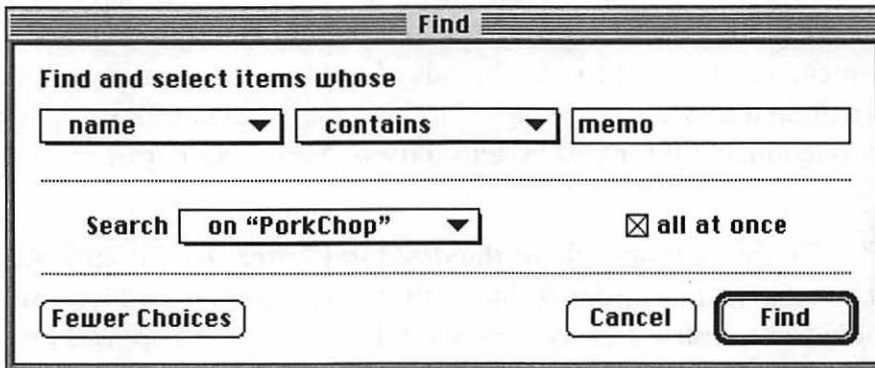 Find
Find and select items whose
name contains memo
Search on “PorkChop” all at once
Fewer Choices Cancel Find